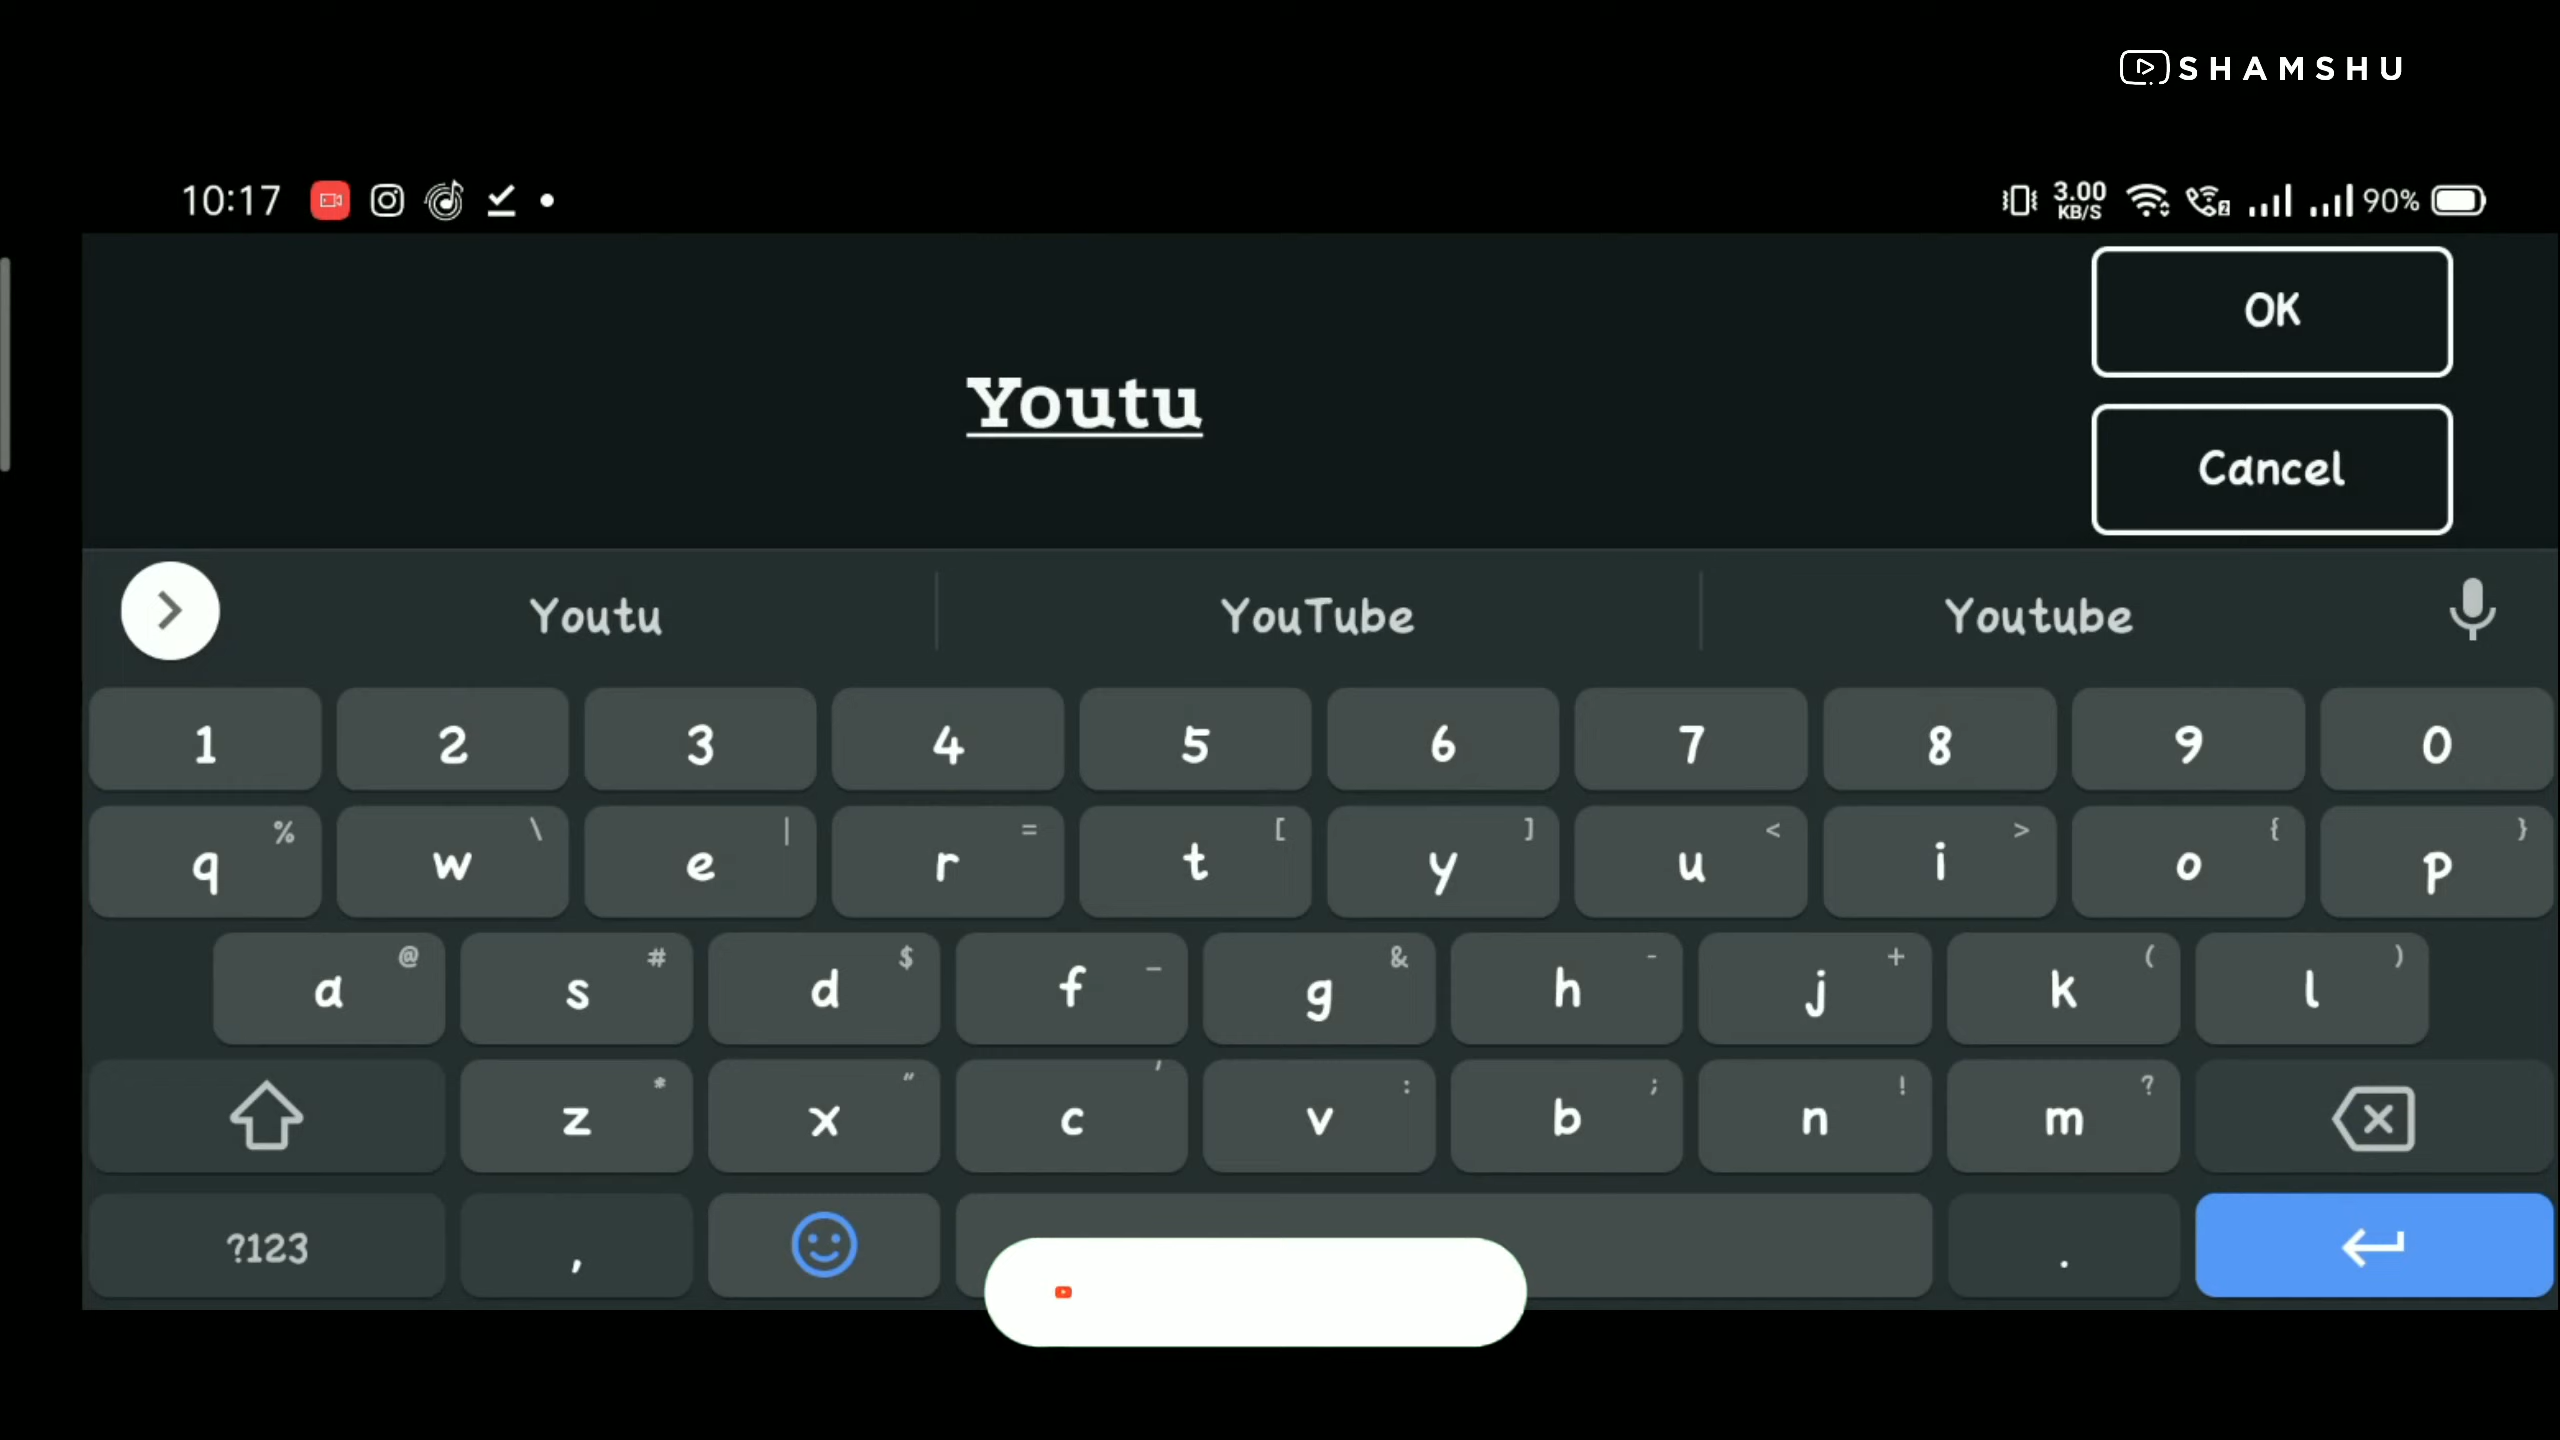 SHAMSHU
10:17 3.00 KB/S 2 90%
OK
Youtu
Cancel
Youtu YouTube Youtube
1 2 3 4 5 6 7 8 9 0
q % w \ e | r = t [ y ] u < i > o { p }
a @ s # d $ f _ g & h - j + k ( l )
z * x " c ' v : b ; n ! m ?
?123 , .